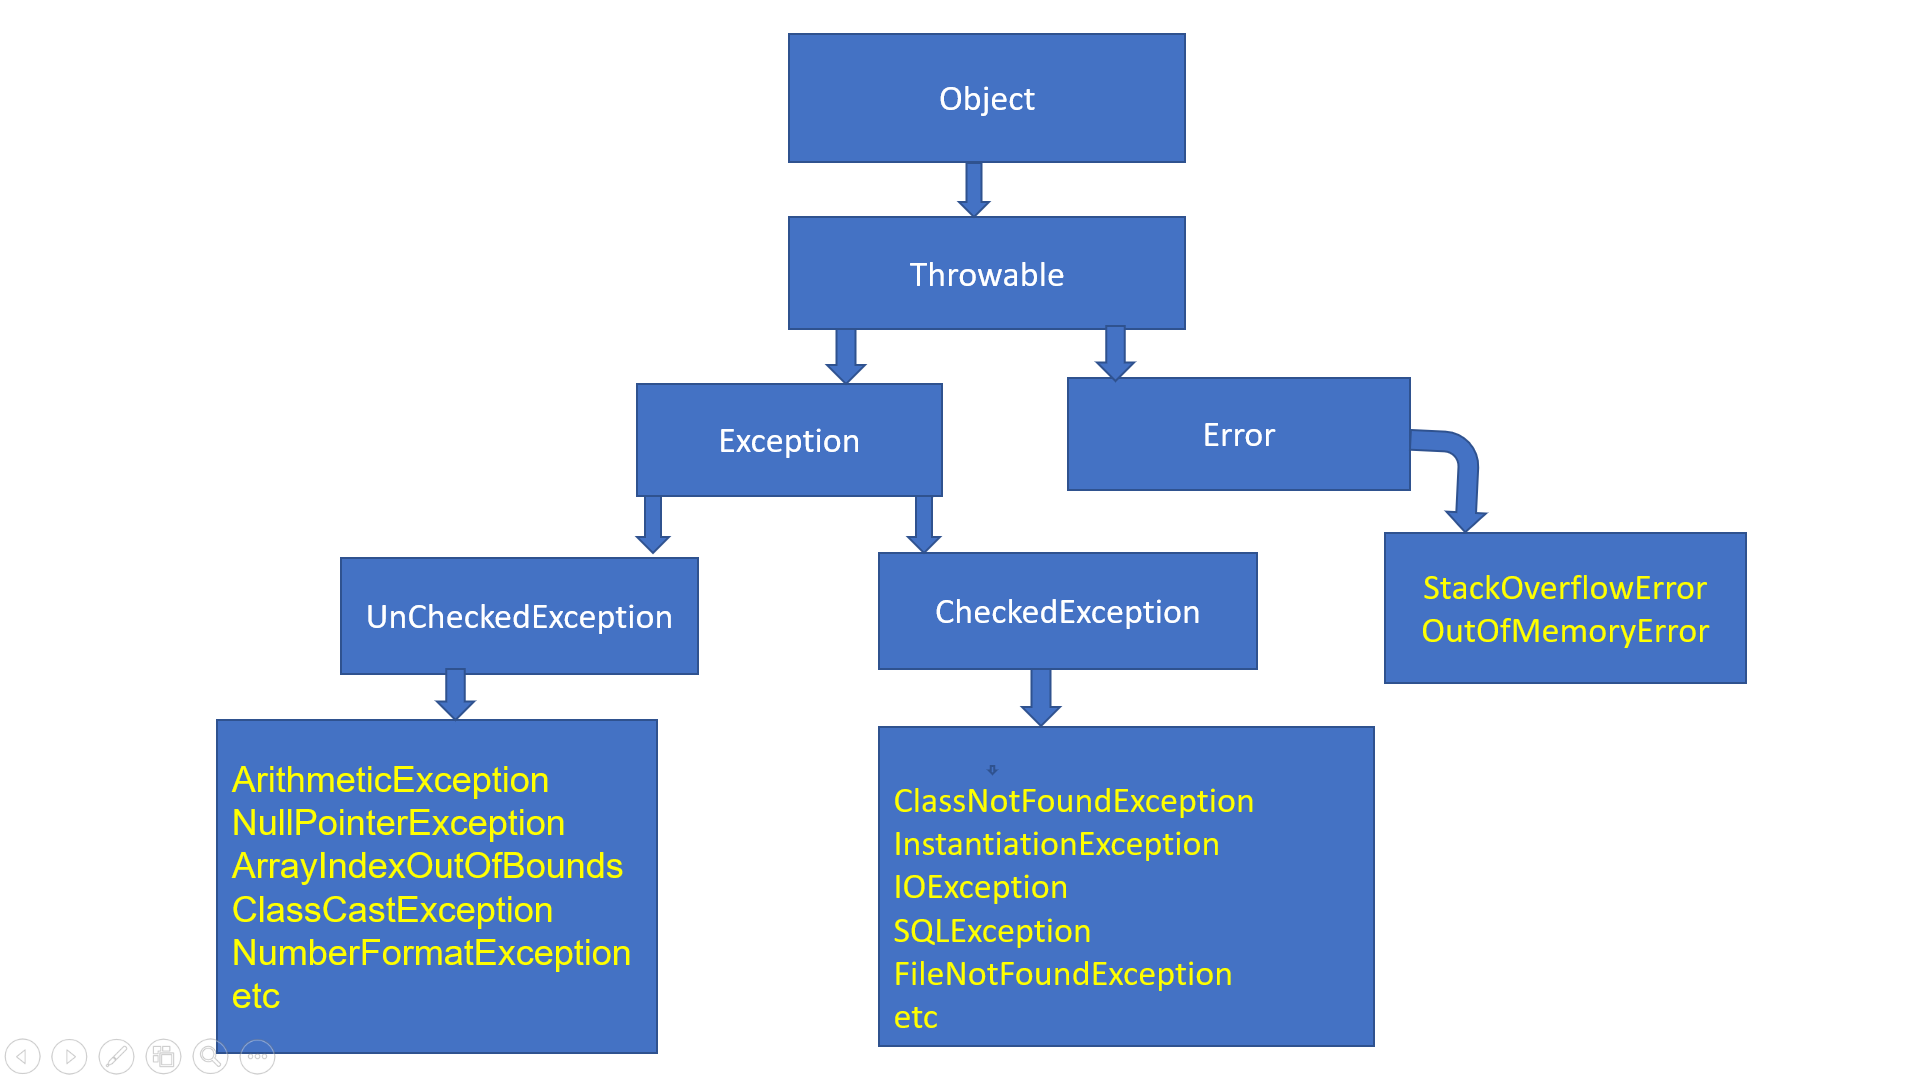 Object
Throwable
Exception
Error
UnCheckedException
CheckedException
StackOverflowError
OutOfMemoryError
ArithmeticException
NullPointerException
ArrayIndexOutOfBounds
ClassCastException
NumberFormatException
etc
ClassNotFoundException
InstantiationException
IOException
SQLException
FileNotFoundException
etc